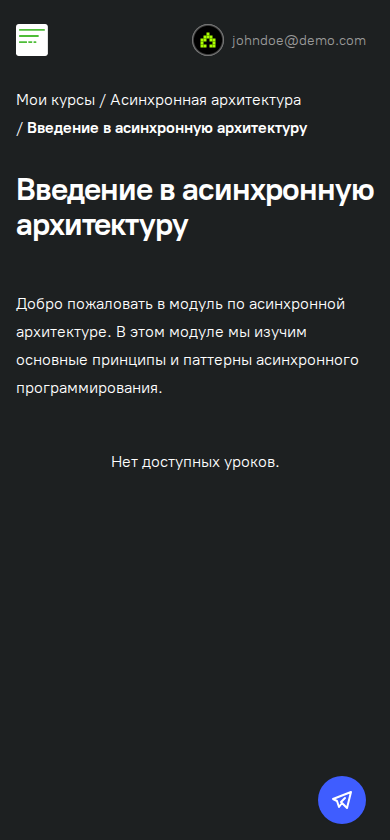 johndoe@demo.com
Мои курсы / Асинхронная архитектура
/ Введение в асинхронную архитектуру
Введение в асинхронную
архитектуру
Добро пожаловать в модуль по асинхронной
архитектуре. В этом модуле мы изучим
основные принципы и паттерны асинхронного
программирования.
Нет доступных уроков.